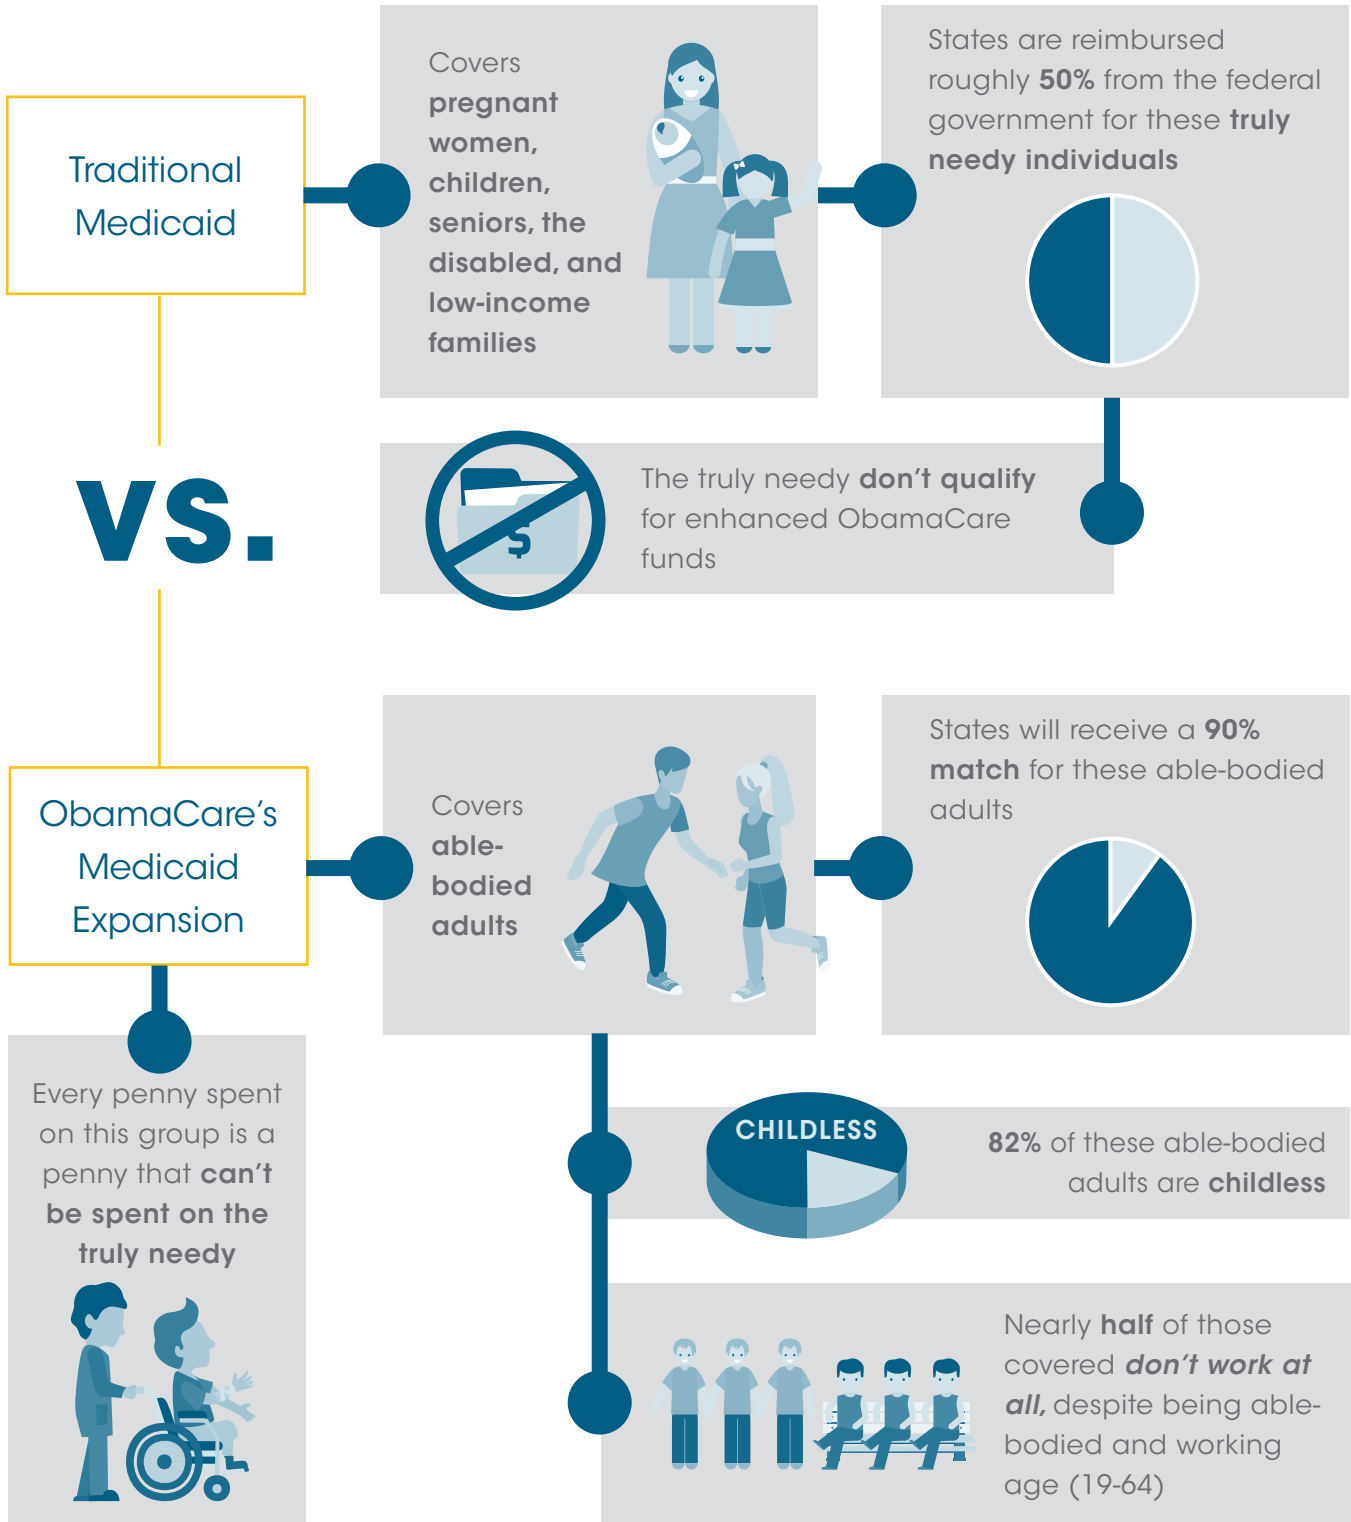 Traditional
Medicaid
Covers
pregnant
women,
children,
seniors, the
disabled, and
low-income
families
States are reimbursed
roughly 50% from the federal
government for these truly
needy individuals
$
The truly needy don't qualify
for enhanced ObamaCare
funds
vs.
ObamaCare's
Medicaid
Expansion
Covers
able-
bodied
adults
States will receive a 90%
match for these able-bodied
adults
Every penny spent
on this group is a
penny that can't
be spent on the
truly needy
CHILDLESS
82% of these able-bodied
adults are childless
Nearly half of those
covered don't work at
all, despite being able-
bodied and working
age (19-64)